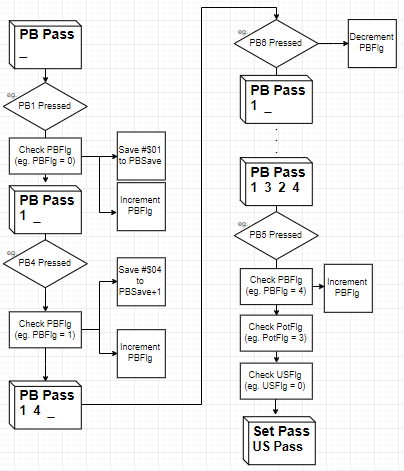 PB Pass
_
eg.
PB1 Pressed
Check PBFlg
(eg. PBFlg = 0)
Save #$01
to PBSave
Increment
PBFlg
PB Pass
1 _
eg.
PB4 Pressed
Save #$04
to
PBSave+1
Check PBFlg
(eg. PBFlg = 1)
Increment
PBFlg
PB Pass
1 4 _
eg.
PB6 Pressed
Decrement
PBFlg
PB Pass
1 _
PB Pass
1 3 2 4
eg.
PB5 Pressed
Check PBFlg
(eg. PBFlg = 4)
Increment
PBFlg
Check PotFlg
(eg. PotFlg = 3)
Check USFlg
(eg. USFlg = 0)
Set Pass
US Pass